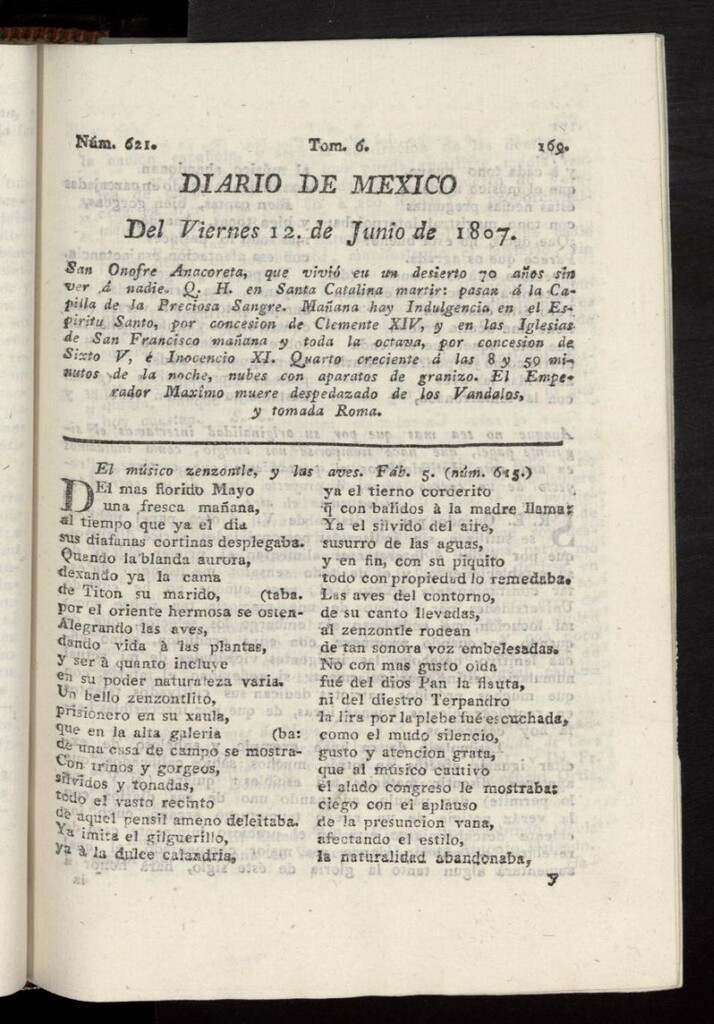 Núm. 621. Tom. 6. 169.
DIARIO DE MEXICO
Del Viernes 12. de Junio de 1807.
San Onofre Anacoreta, que vivió en un desierto 70 años sin
ver á nadie. Q. H. en Santa Catalina martir: pasan á la Ca-
pilla de la Preciosa Sangre. Mañana hay Indulgencia en el Es-
piritu Santo, por concesion de Clemente XIV, y en las Iglesias
de San Francisco mañana y toda la octava, por concesion de
Sixto V, é Inocencio XI. Quarto creciente á las 8 y 59 mi-
nutos de la noche, nubes con aparatos de granizo. El Empe-
rador Maximo muere despedazado de los Vandalos,
y tomada Roma.
El músico zenzontle, y las aves. Fáb. 5. (núm. 615.)
DEl mas florido Mayo
una fresca mañana,
al tiempo que ya el dia
sus diafanas cortinas desplegaba.
Quando la blanda aurora,
dexando ya la cama
de Titon su marido, (taba.
por el oriente hermosa se osten-
Alegrando las aves,
dando vida à las plantas,
y ser à quanto incluye
en su poder naturaleza varia.
Un bello zenzontlito,
prisionero en su xaula,
que en la alta galeria (ba:
de una casa de campo se mostra-
Con trinos y gorgeos,
silvidos y tonadas,
todo el vasto recinto
de aquel pensil ameno deleitaba.
Ya imita el gilguerillo,
ya à la dulce calandria,
ya el tierno corderito
q̃ con balidos à la madre llama:
Ya el silvido del aire,
susurro de las aguas,
y en fin, con su piquito
todo con propiedad lo remedaba.
Las aves del contorno,
de su canto llevadas,
al zenzontle rodean
de tan sonora voz embelesadas.
No con mas gusto oida
fué del dios Pan la flauta,
ni del diestro Terpandro
la lira por la plebe fué escuchada,
como el mudo silencio,
gusto y atencion grata,
que al músico cautivo
el alado congreso le mostraba:
ciego con el aplauso
de la presuncion vana,
afectando el estilo,
la naturalidad abandonaba,
y